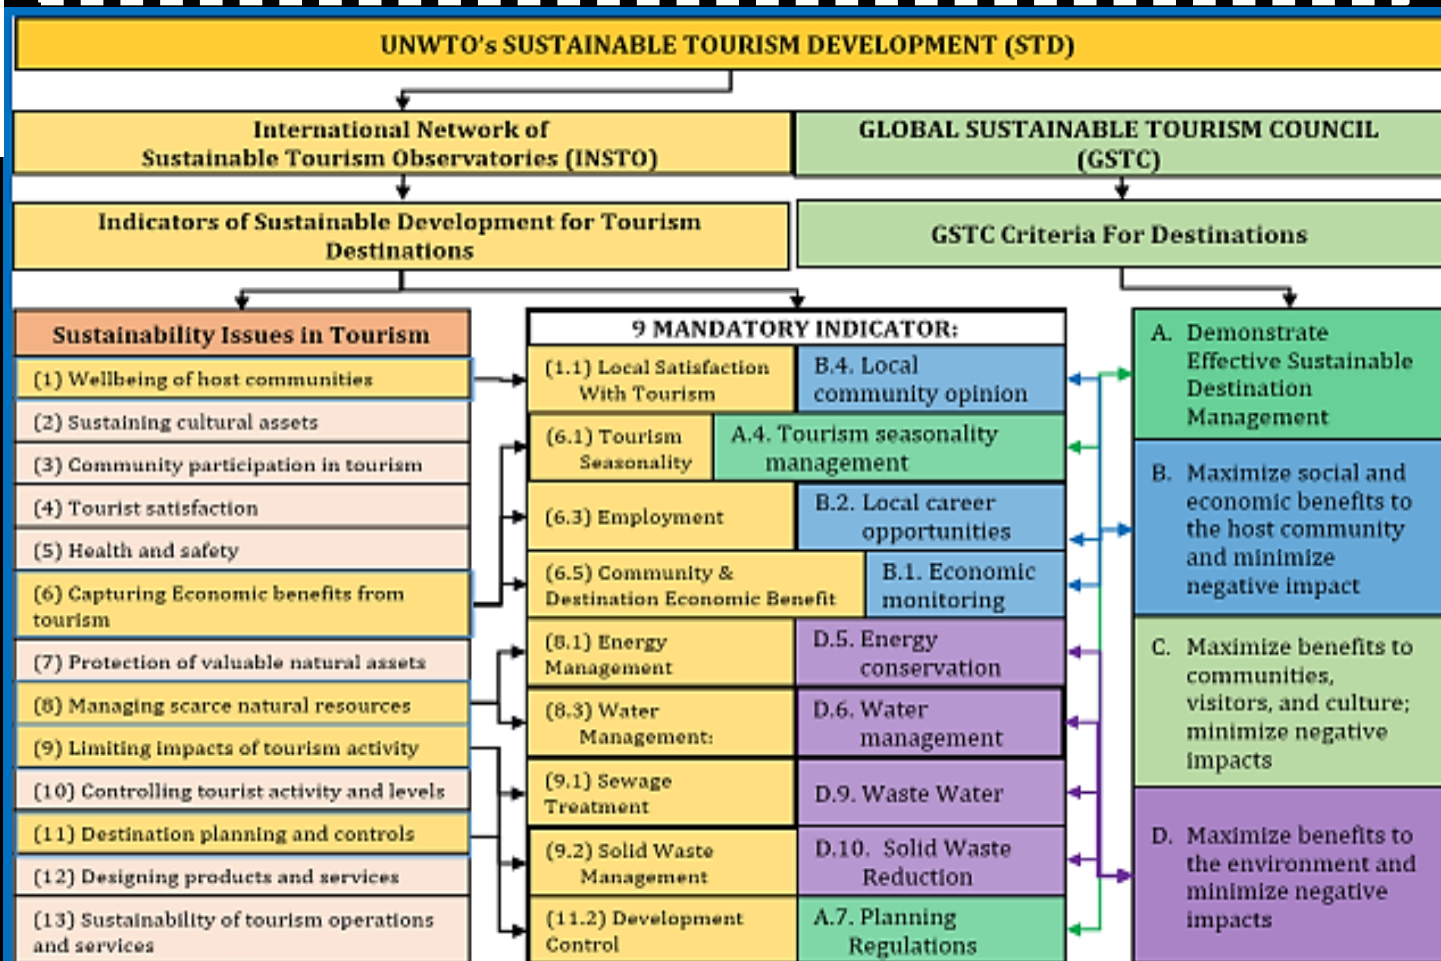 UNWTO's SUSTAINABLE TOURISM DEVELOPMENT (STD)
International Network of
Sustainable Tourism Observatories (INSTO)
GLOBAL SUSTAINABLE TOURISM COUNCIL
(GSTC)
Indicators of Sustainable Development for Tourism
Destinations
GSTC Criteria For Destinations
Sustainability Issues in Tourism
(1) Wellbeing of host communities
(2) Sustaining cultural assets
(3) Community participation in tourism
(4) Tourist satisfaction
(5) Health and safety
(6) Capturing Economic benefits from
tourism
(7) Protection of valuable natural assets
(8) Managing scarce natural resources
(9) Limiting impacts of tourism activity
(10) Controlling tourist activity and levels
(11) Destination planning and controls
(12) Designing products and services
(13) Sustainability of tourism operations
and services
9 MANDATORY INDICATOR:
(1.1) Local Satisfaction
With Tourism
B.4. Local
community opinion
(6.1) Tourism
Seasonality
A.4. Tourism seasonality
management
(6.3) Employment
B.2. Local career
opportunities
(6.5) Community &
Destination Economic Benefit
B.1. Economic
monitoring
(8.1) Energy
Management
D.5. Energy
conservation
(8.3) Water
Management:
D.6. Water
management
(9.1) Sewage
Treatment
D.9. Waste Water
(9.2) Solid Waste
Management
D.10. Solid Waste
Reduction
(11.2) Development
Control
A.7. Planning
Regulations
A. Demonstrate
Effective Sustainable
Destination
Management
B. Maximize social and
economic benefits to
the host community
and minimize
negative impact
C. Maximize benefits to
communities,
visitors, and culture;
minimize negative
impacts
D. Maximize benefits to
the environment and
minimize negative
impacts